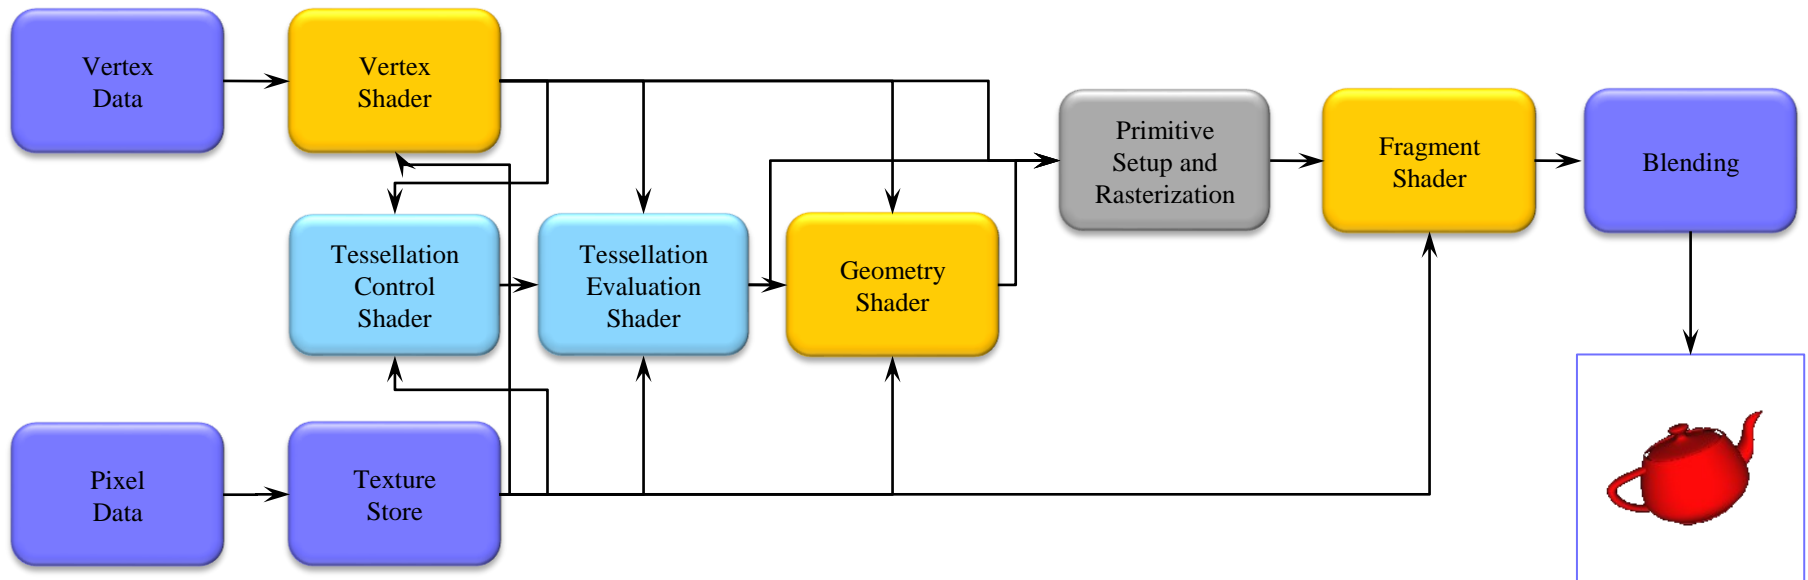 Vertex
Data
Vertex
Shader
Primitive
Setup and
Rasterization
Fragment
Shader
Blending
Tessellation
Control
Shader
Tessellation
Evaluation
Shader
Geometry
Shader
Pixel
Data
Texture
Store